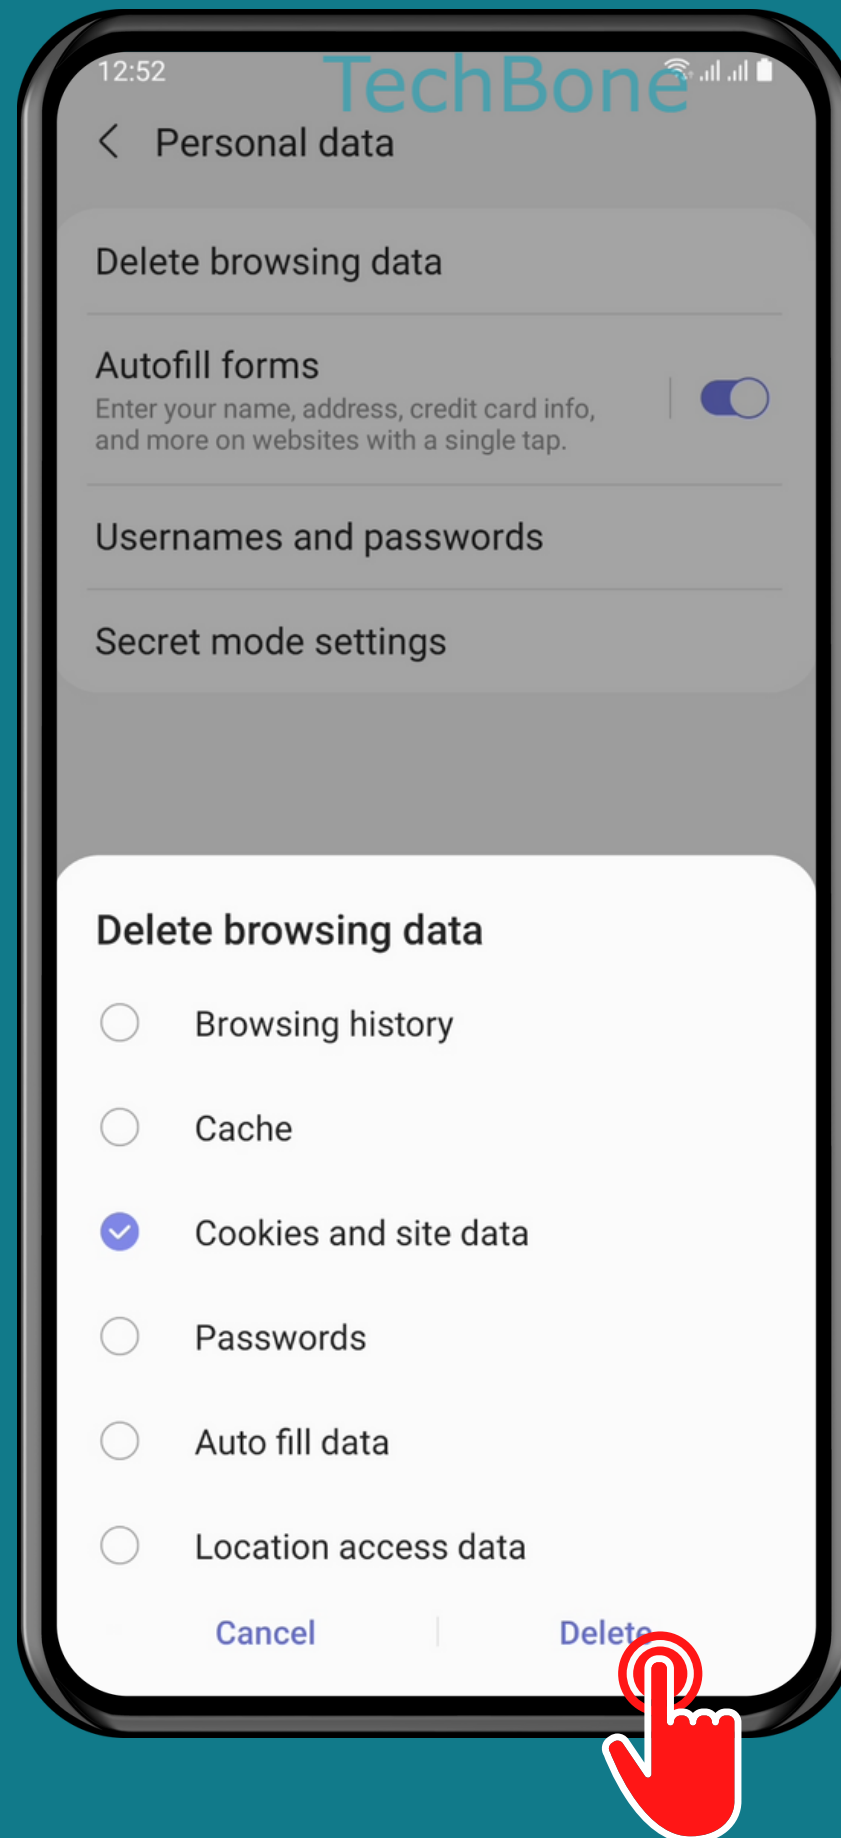 12:52
TechBone
Personal data
Delete browsing data
Autofill forms
Enter your name, address, credit card info,
and more on websites with a single tap.
Usernames and passwords
Secret mode settings
Delete browsing data
Browsing history
Cache
Cookies and site data
Passwords
Auto fill data
Location access data
Cancel
Delete